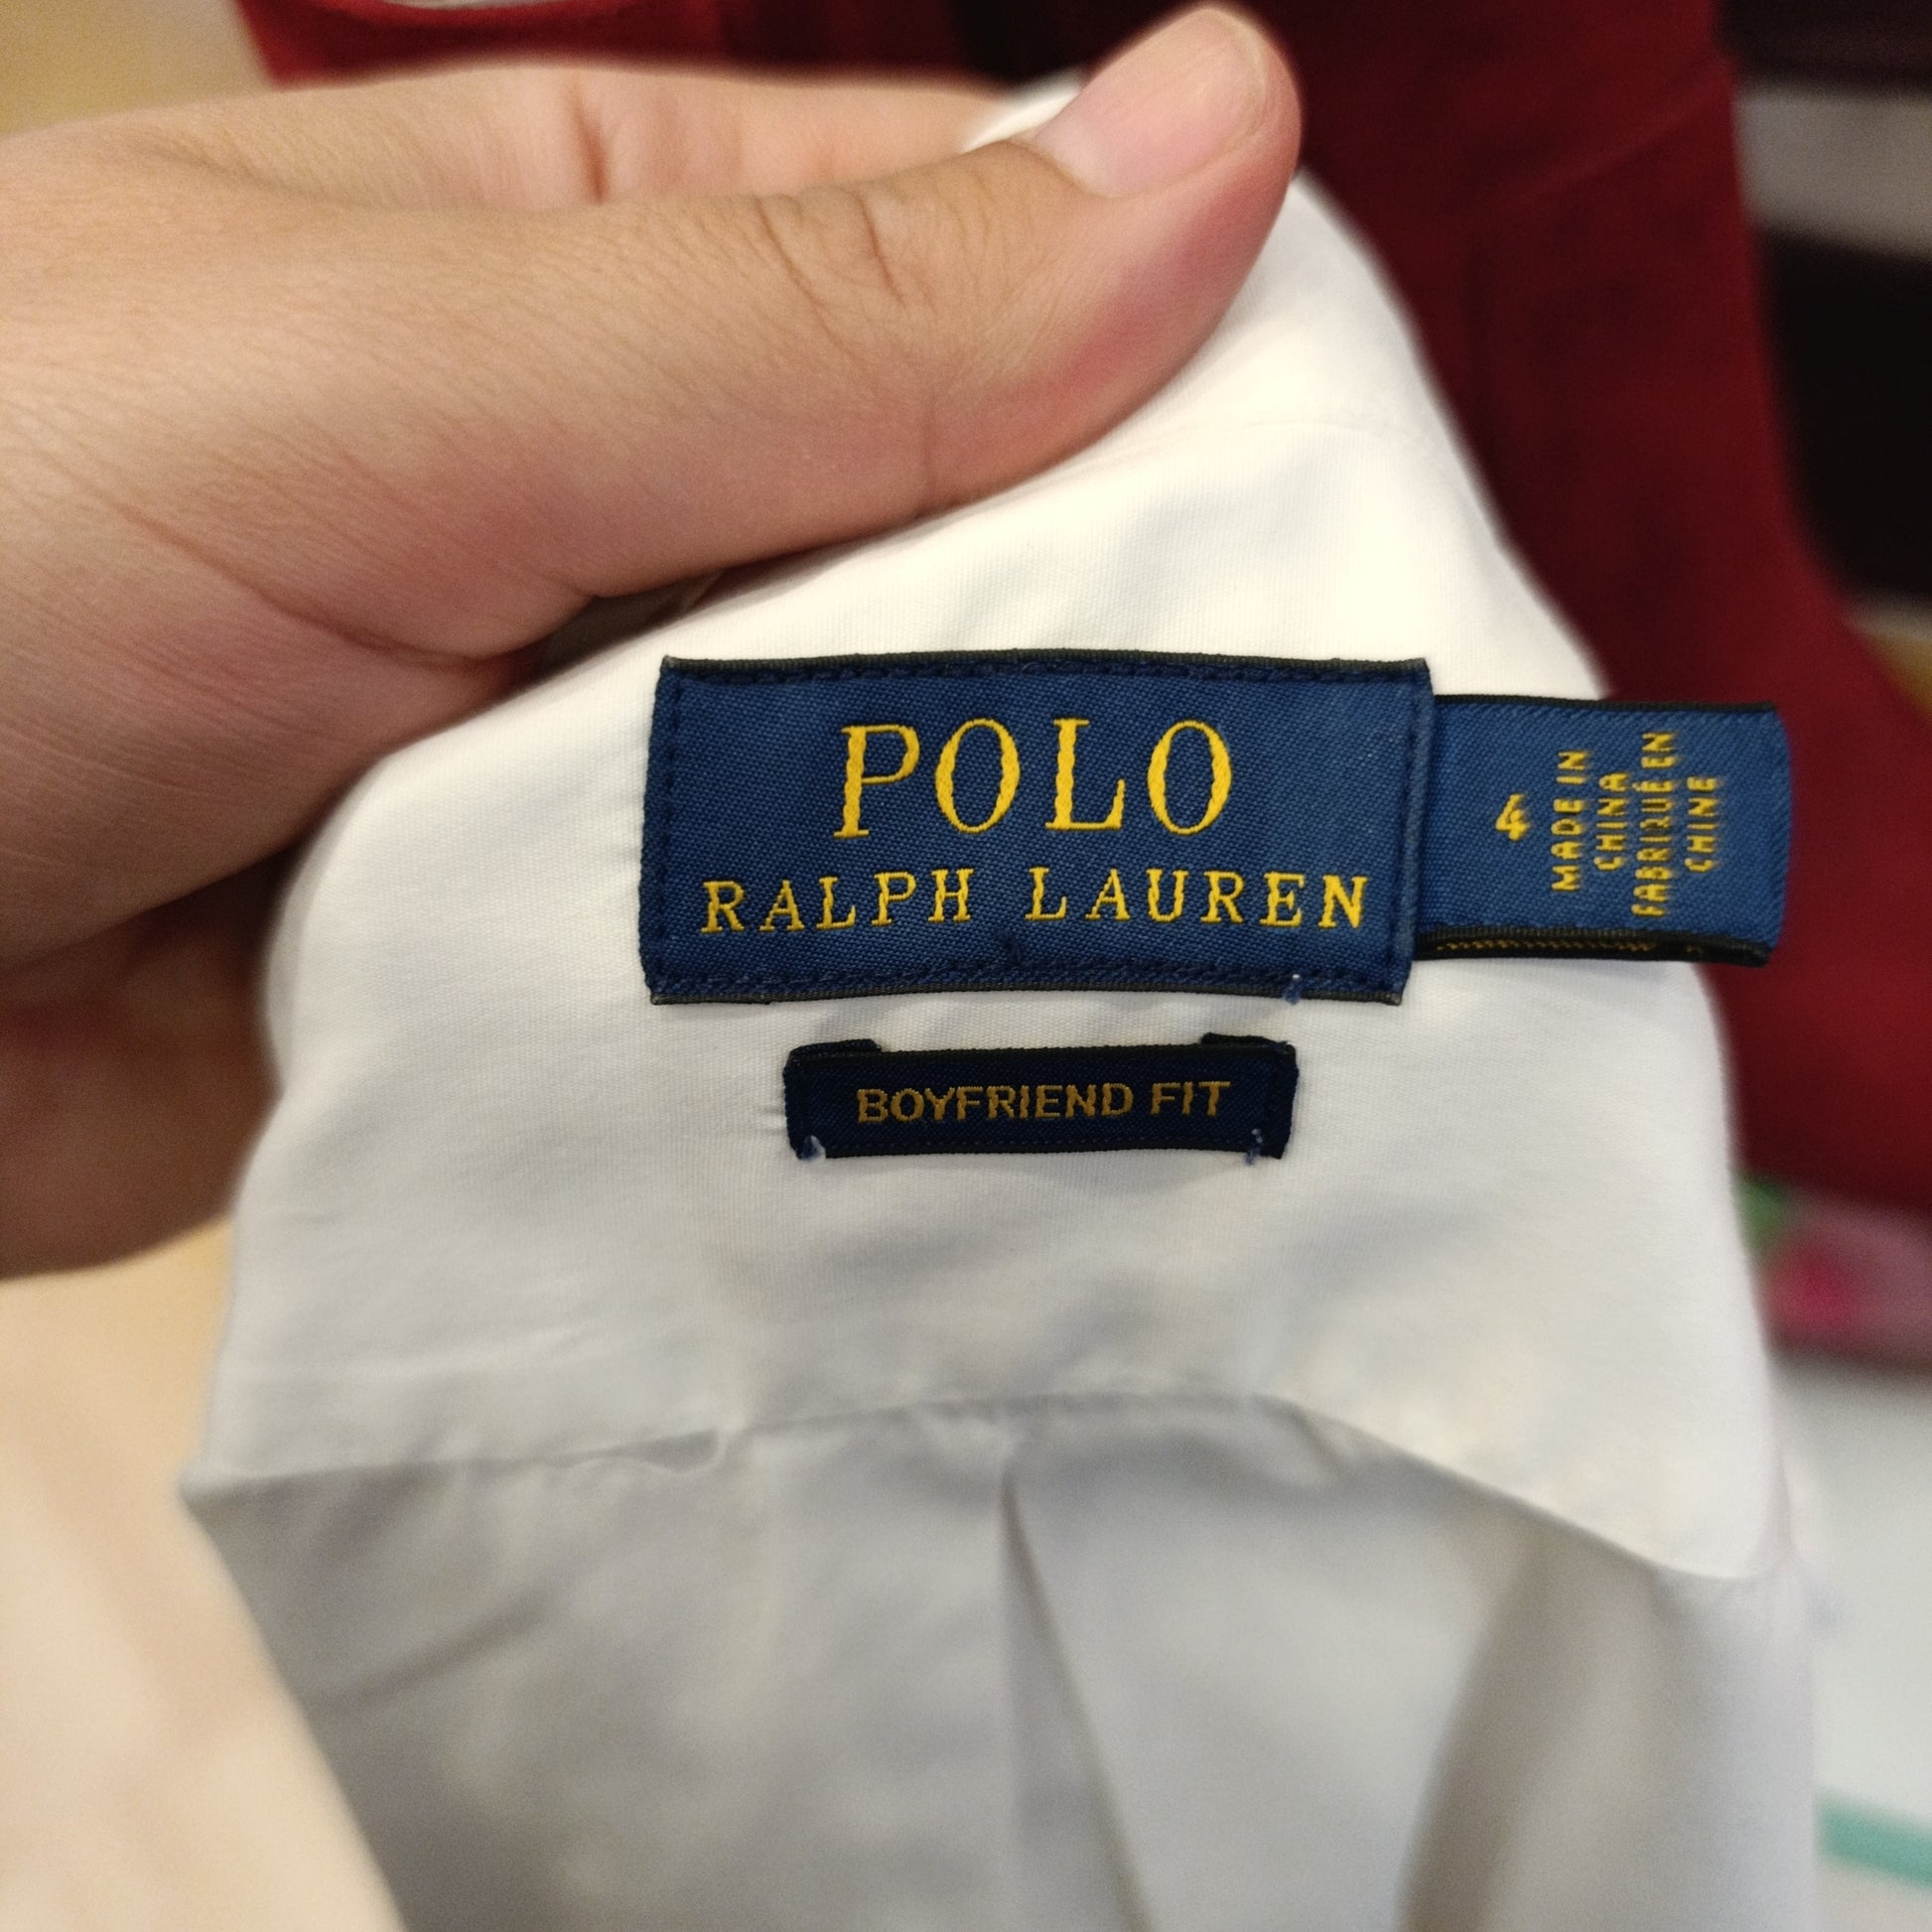 POLO
RALPH LAUREN
4
MADE IN
CHINA
FABRIQUÉ EN
CHINE
BOYFRIEND FIT